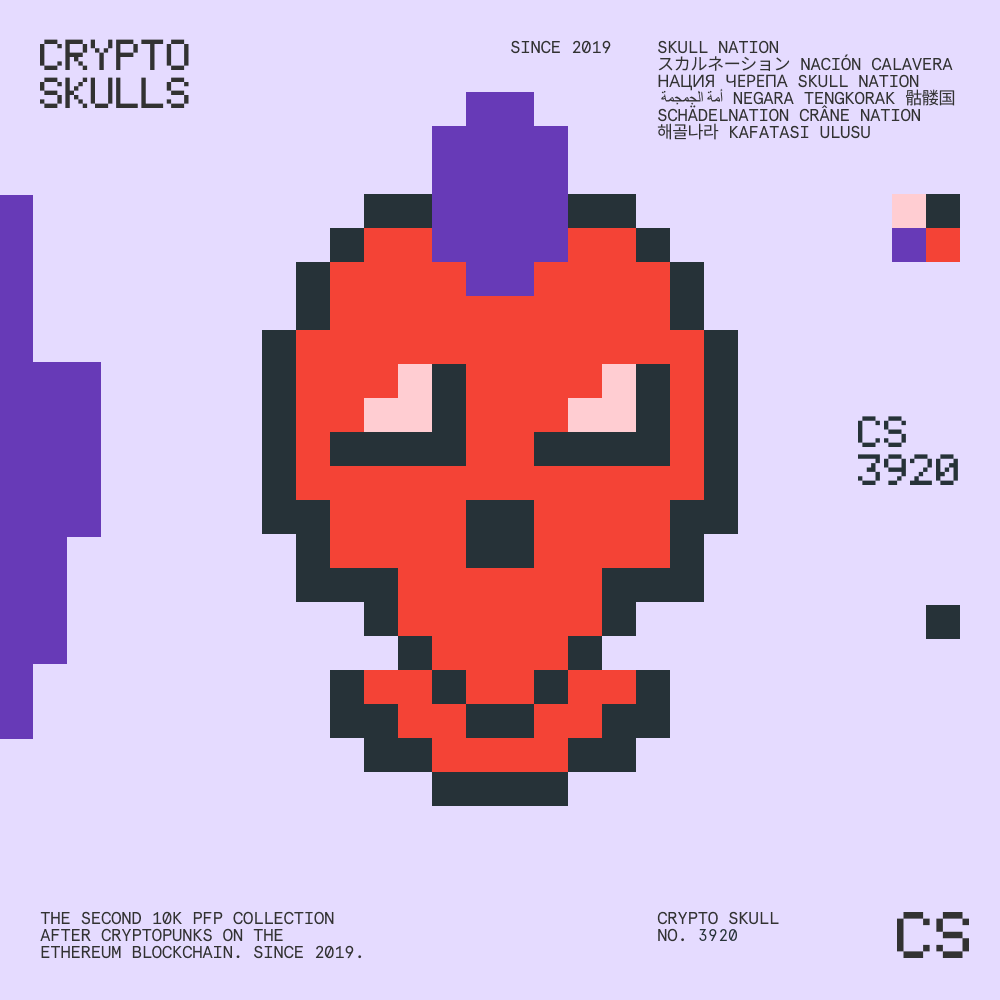 CRYPTO
SKULLS
SINCE 2019
SKULL NATION
スカルネーション NACIÓN CALAVERA
НАЦИЯ ЧЕРЕПА SKULL NATION
أمة الجمجمة NEGARA TENGKORAK 骷髅国
SCHÄDELNATION CRÂNE NATION
해골나라 KAFATASI ULUSU
CS
3920
THE SECOND 10K PFP COLLECTION
AFTER CRYPTOPUNKS ON THE
ETHEREUM BLOCKCHAIN. SINCE 2019.
CRYPTO SKULL
NO. 3920
CS